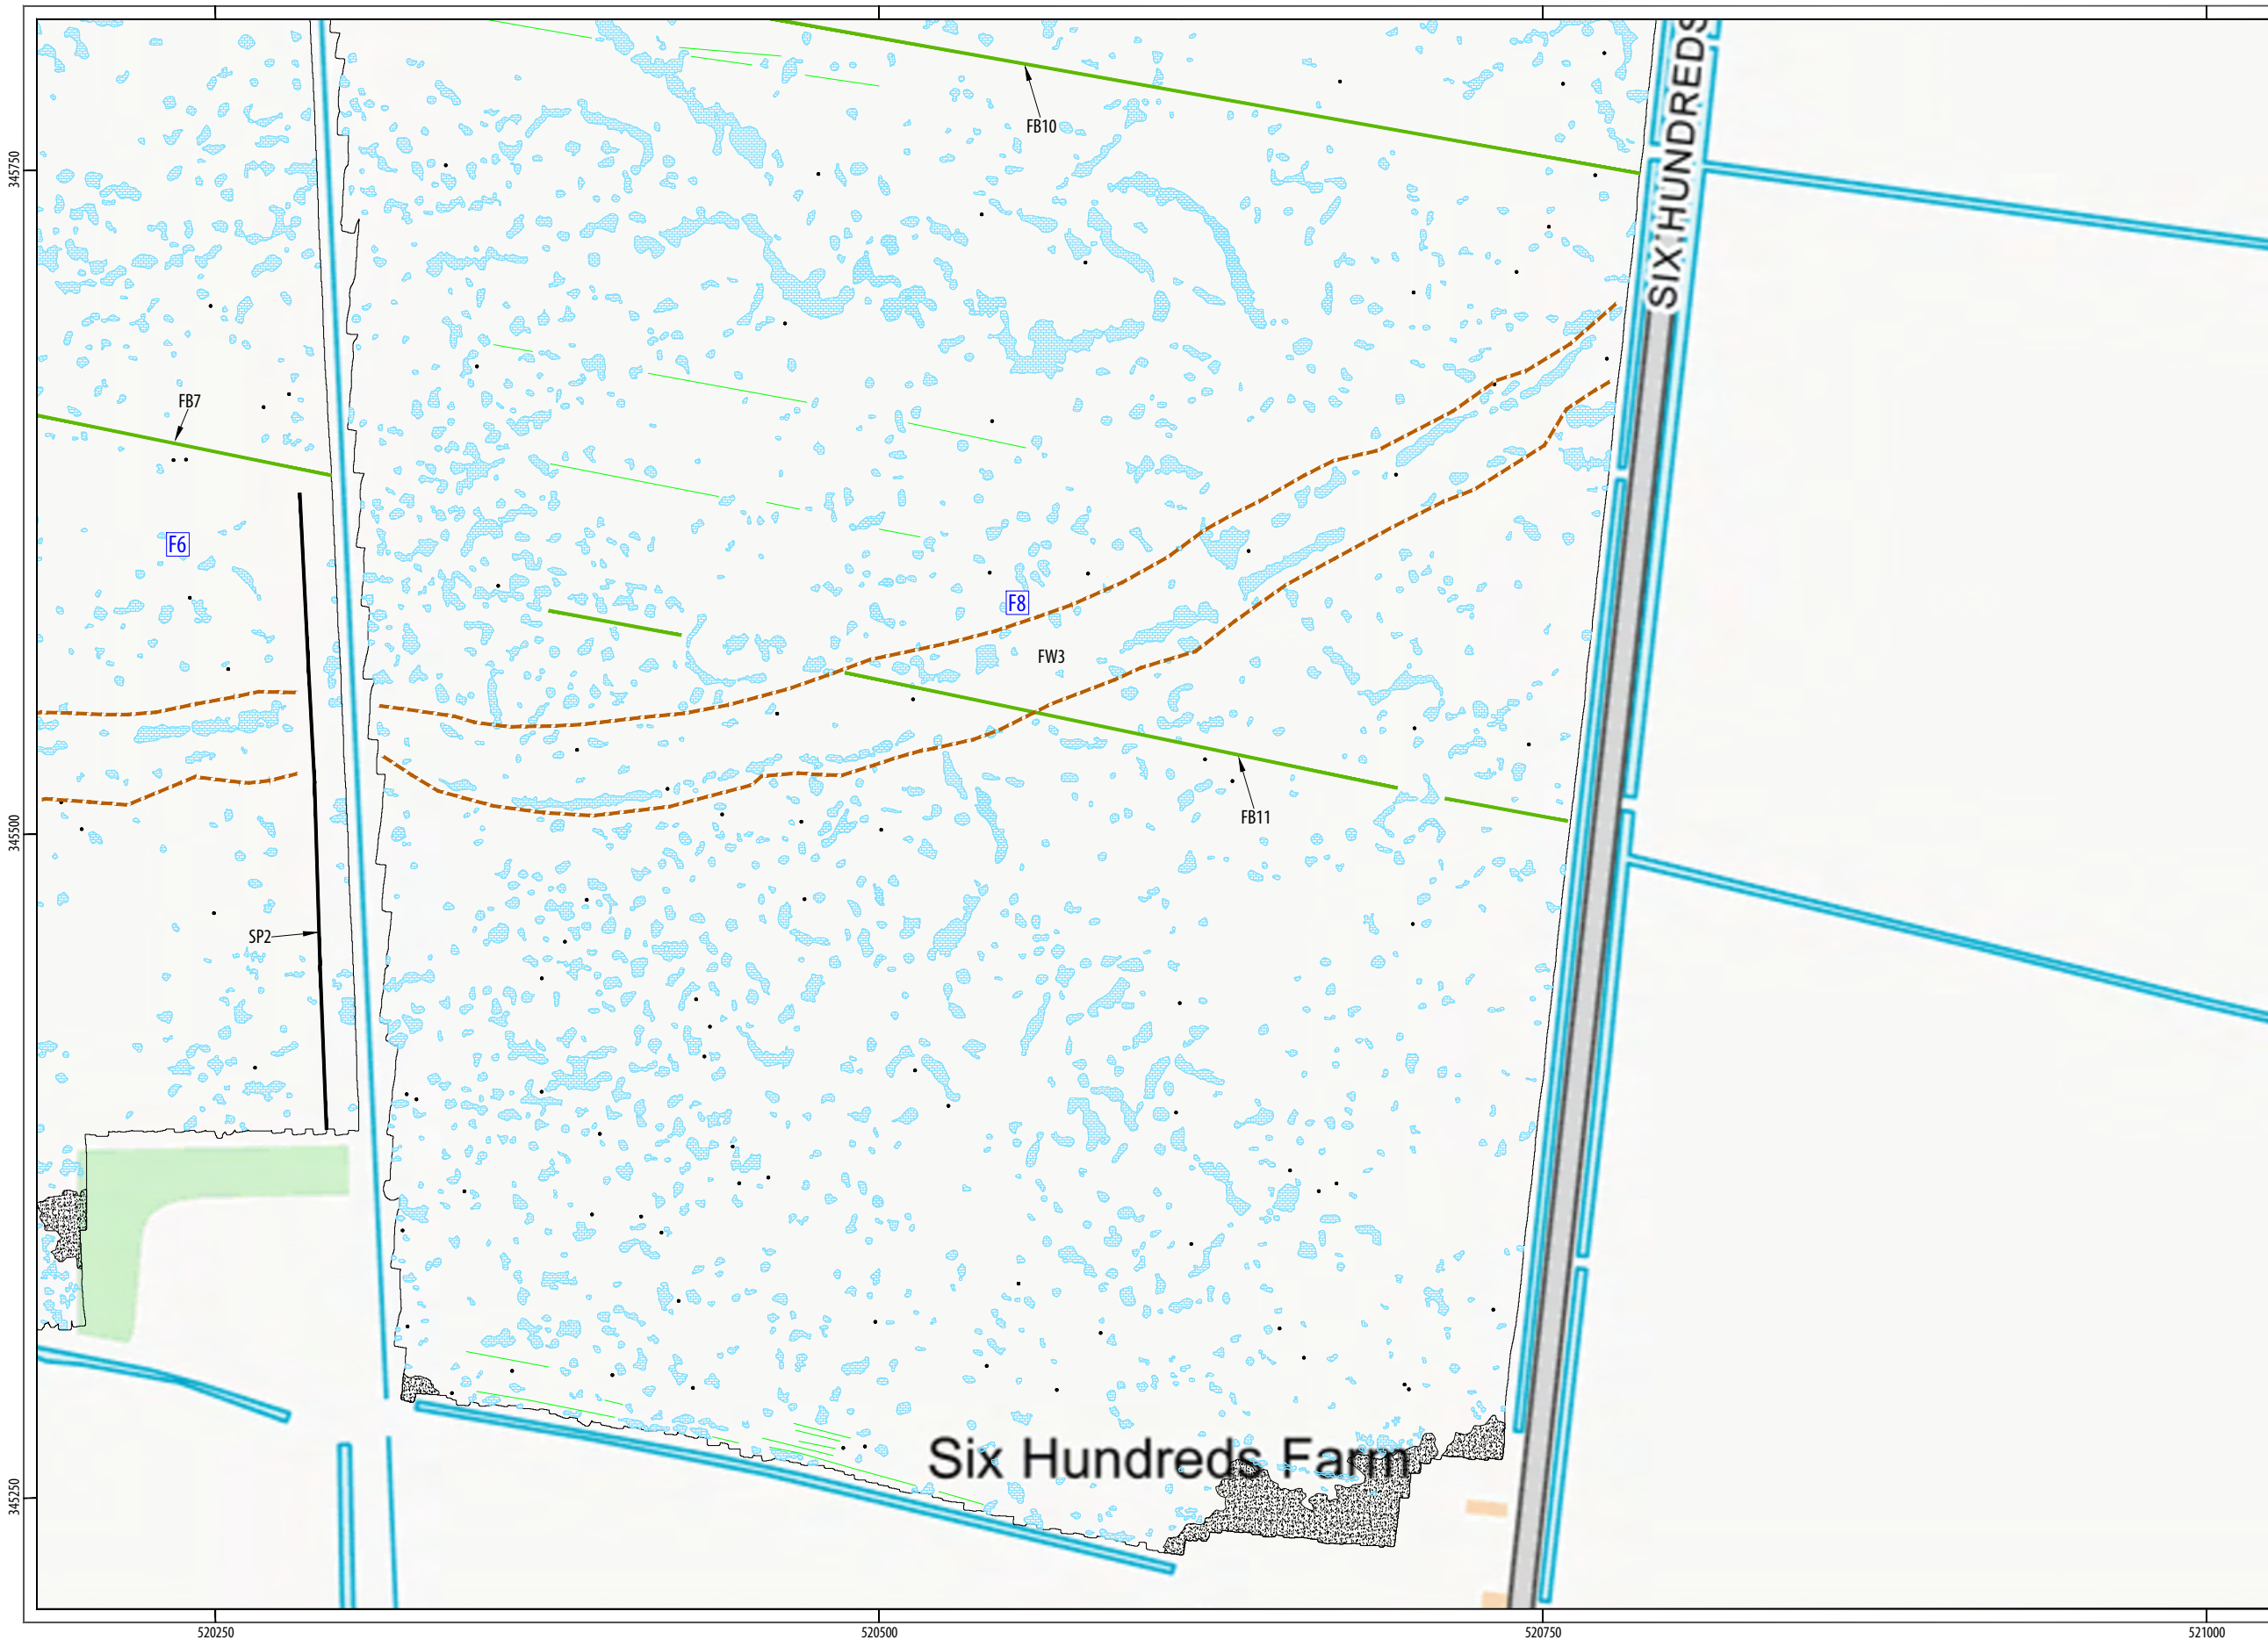 SIX HUNDREDS
FB10
345750
FB7
F6
F8
FW3
FB11
345500
SP2
Six Hundreds Farm
345250
520250
520500
520750
521000